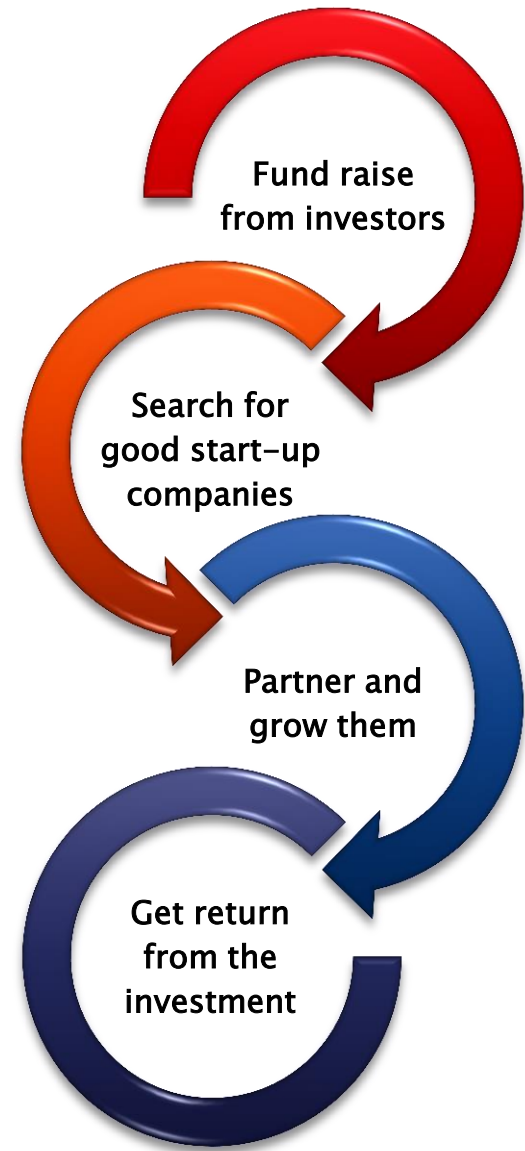 Fund raise
from investors
Search for
good start-up
companies
Partner and
grow them
Get return
from the
investment